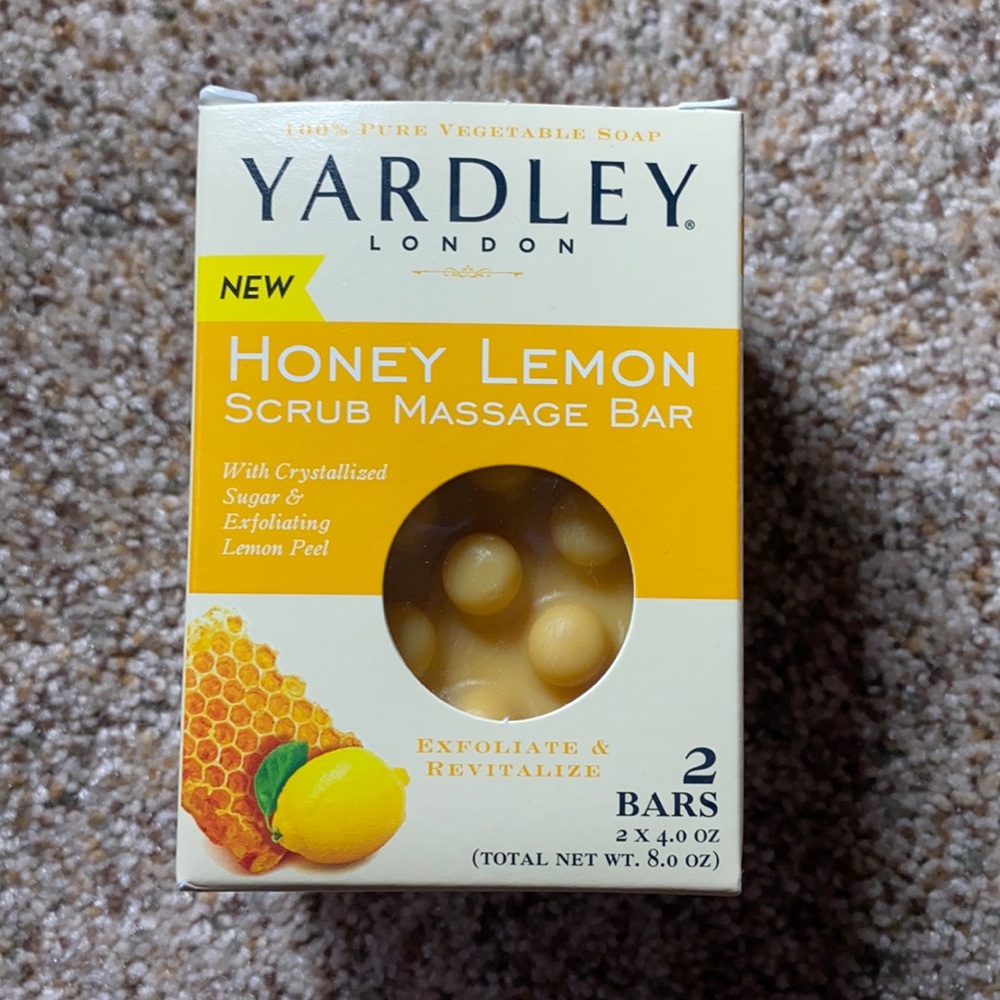 100% PURE VEGETABLE SOAP
YARDLEY®
LONDON
NEW
HONEY LEMON
SCRUB MASSAGE BAR
With Crystallized
Sugar &
Exfoliating
Lemon Peel
EXFOLIATE &
REVITALIZE
2
BARS
2 X 4.0 OZ
(TOTAL NET WT. 8.0 OZ)